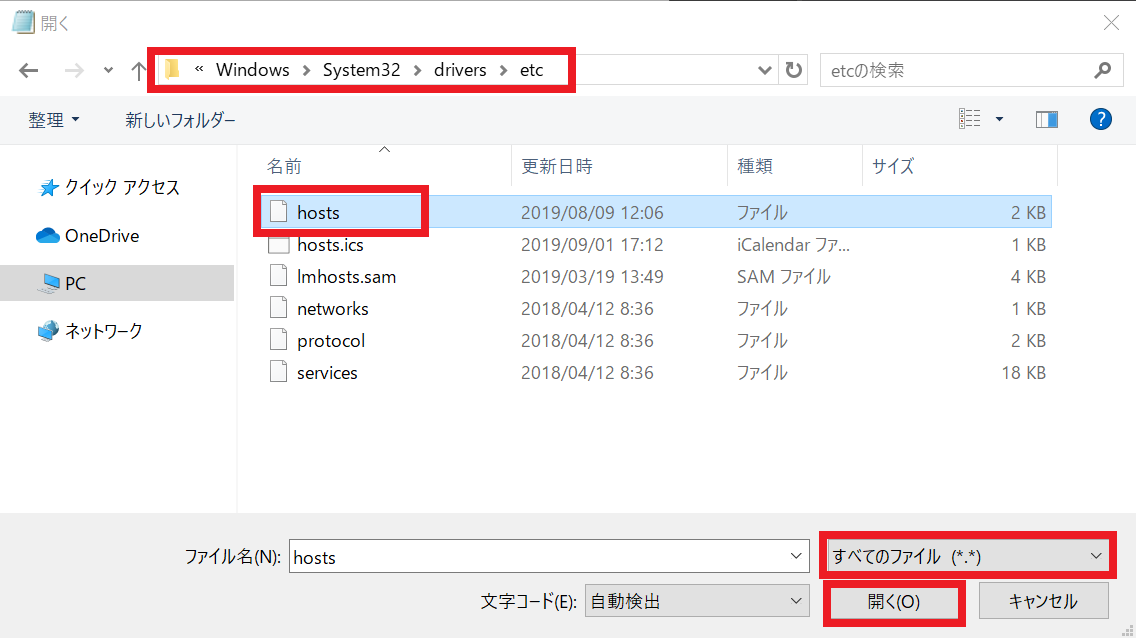 開く
« Windows › System32 › drivers › etc
etcの検索
整理 新しいフォルダー
名前 更新日時 種類 サイズ
クイック アクセス
OneDrive
PC
ネットワーク
hosts 2019/08/09 12:06 ファイル 2 KB
hosts.ics 2019/09/01 17:12 iCalendar ファ... 1 KB
lmhosts.sam 2019/03/19 13:49 SAM ファイル 4 KB
networks 2018/04/12 8:36 ファイル 1 KB
protocol 2018/04/12 8:36 ファイル 2 KB
services 2018/04/12 8:36 ファイル 18 KB
ファイル名(N): hosts すべてのファイル (*.*)
文字コード(E): 自動検出 開く(O) キャンセル